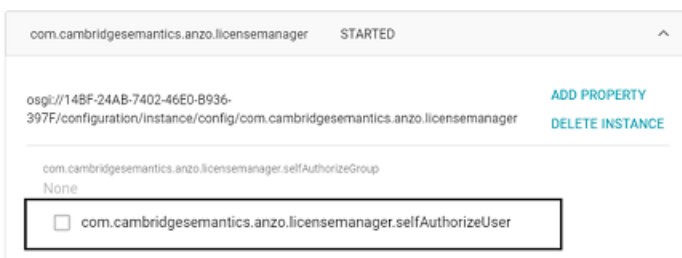 com.cambridgesemantics.anzo.licensemanager STARTED
osgi://14BF-24AB-7402-46E0-B936-
397F/configuration/instance/config/com.cambridgesemantics.anzo.licensemanager
ADD PROPERTY
DELETE INSTANCE
com.cambridgesemantics.anzo.licensemanager.selfAuthorizeGroup
None
com.cambridgesemantics.anzo.licensemanager.selfAuthorizeUser